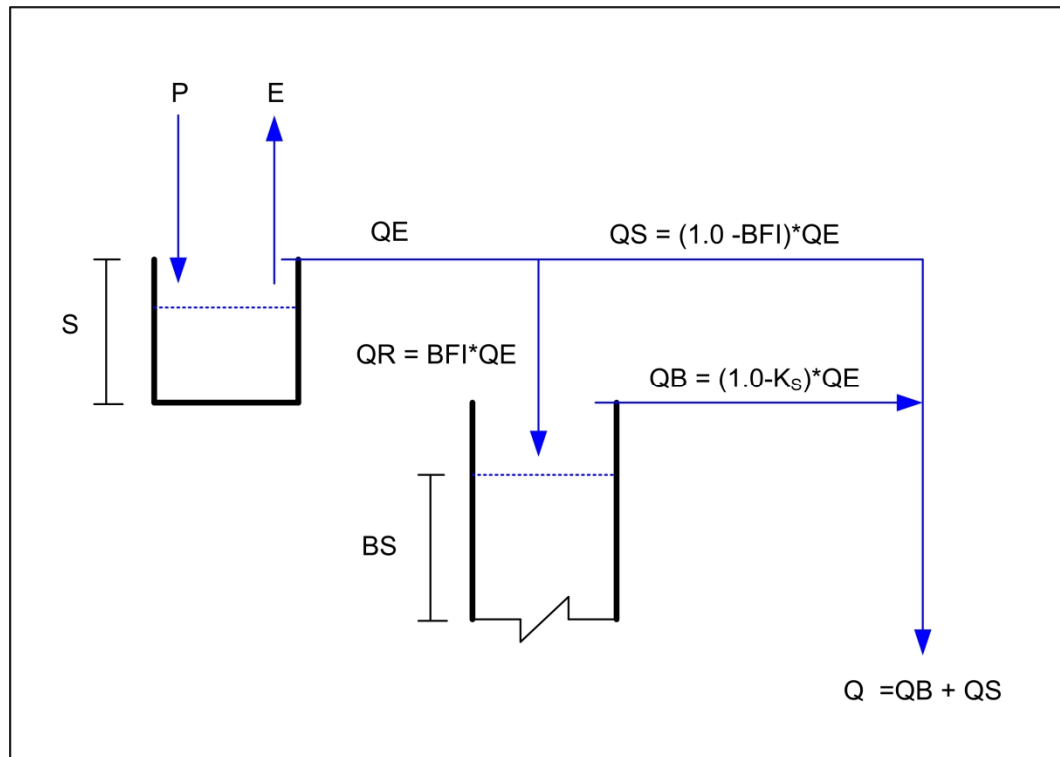 P
E
QE
QS = (1.0 -BFI)*QE
S
QR = BFI*QE
QB = (1.0-KS)*QE
BS
Q =QB + QS